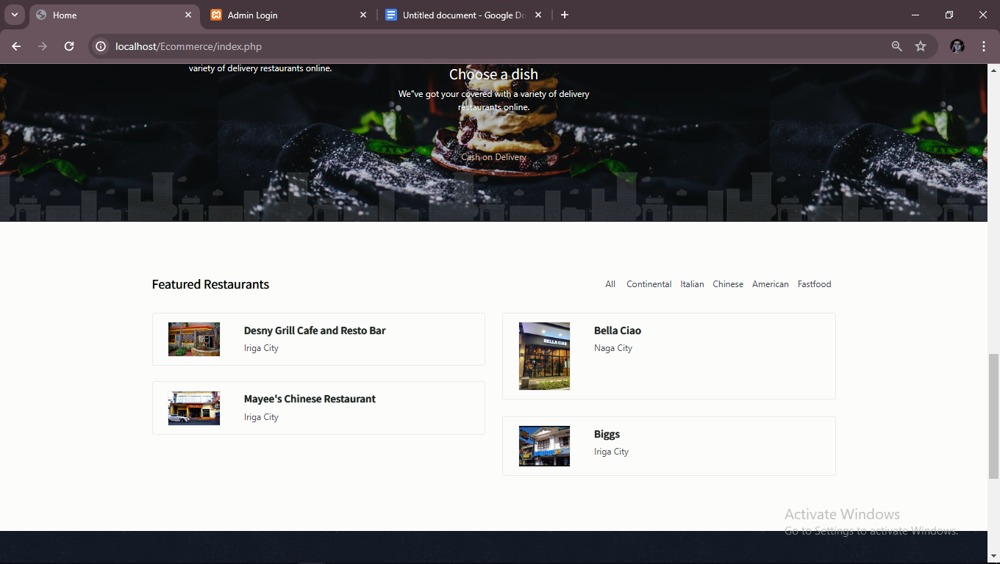 Home
Admin Login
Untitled document - Google Do
localhost/Ecommerce/index.php
variety of delivery restaurants online.
Choose a dish
We"ve got your covered with a variety of delivery
restaurants online.
Cash on Delivery
Featured Restaurants
All Continental Italian Chinese American Fastfood
Desny Grill Cafe and Resto Bar
Iriga City
BELLA CIAO
Bella Ciao
Naga City
Mayee's Chinese Restaurant
Iriga City
Biggs
Iriga City
Activate Windows
Go to Settings to activate Windows.